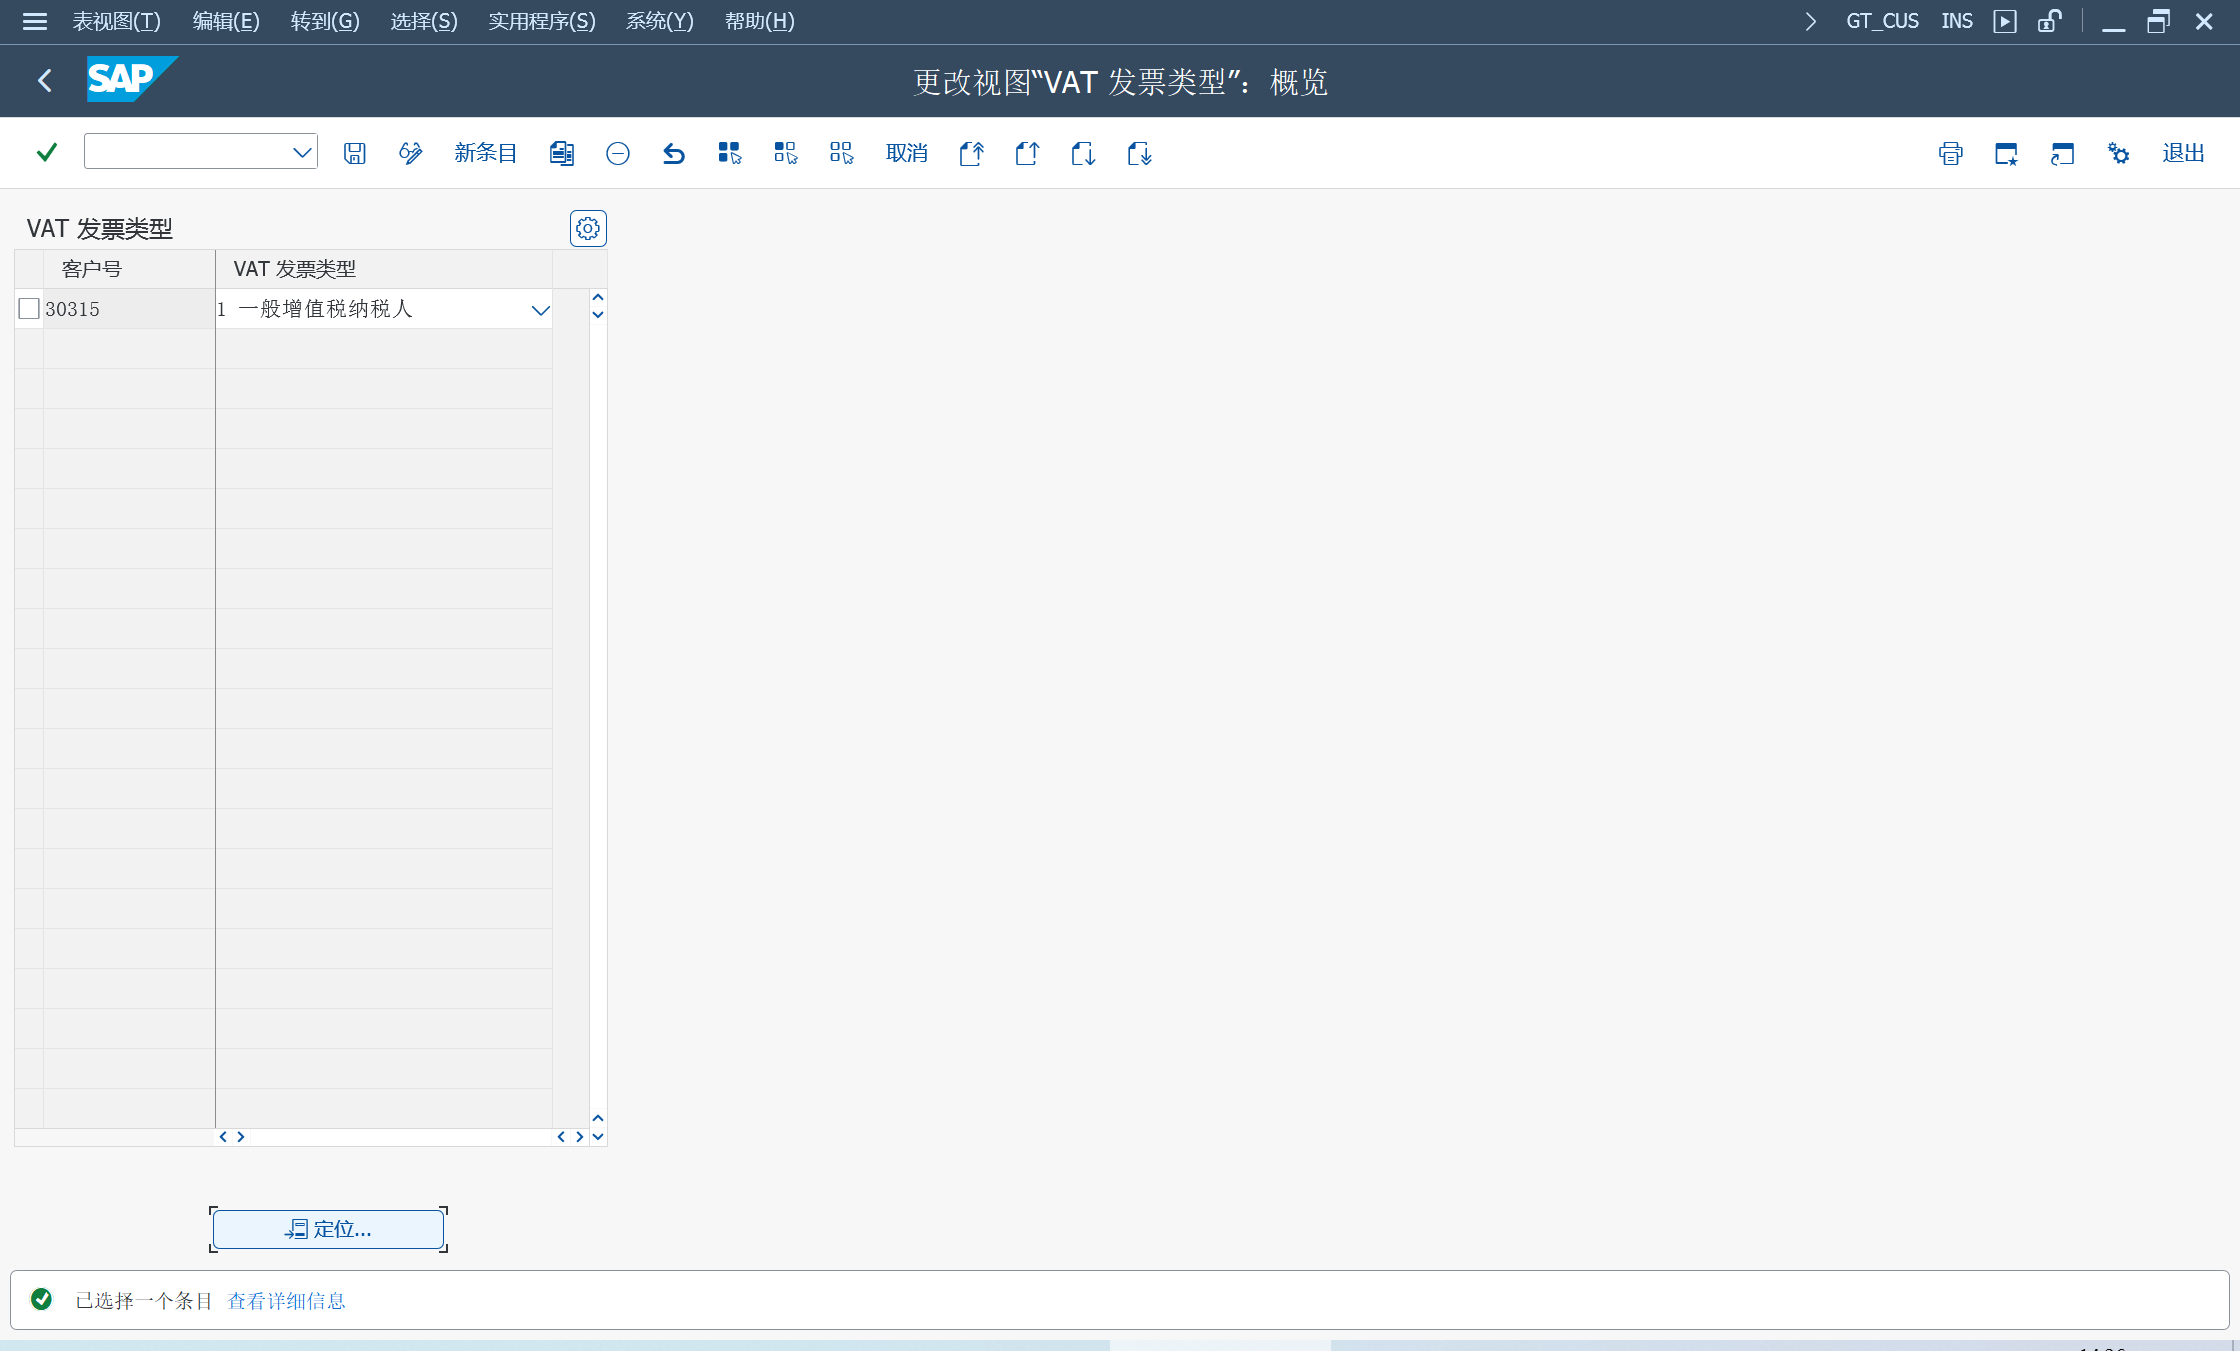 表视图(T) 编辑(E) 转到(G) 选择(S) 实用程序(S) 系统(Y) 帮助(H) GT_CUS INS
SAP 更改视图“VAT 发票类型”：概览
新条目 取消 退出
VAT 发票类型
客户号 VAT 发票类型
30315 1 一般增值税纳税人
定位...
已选择一个条目 查看详细信息